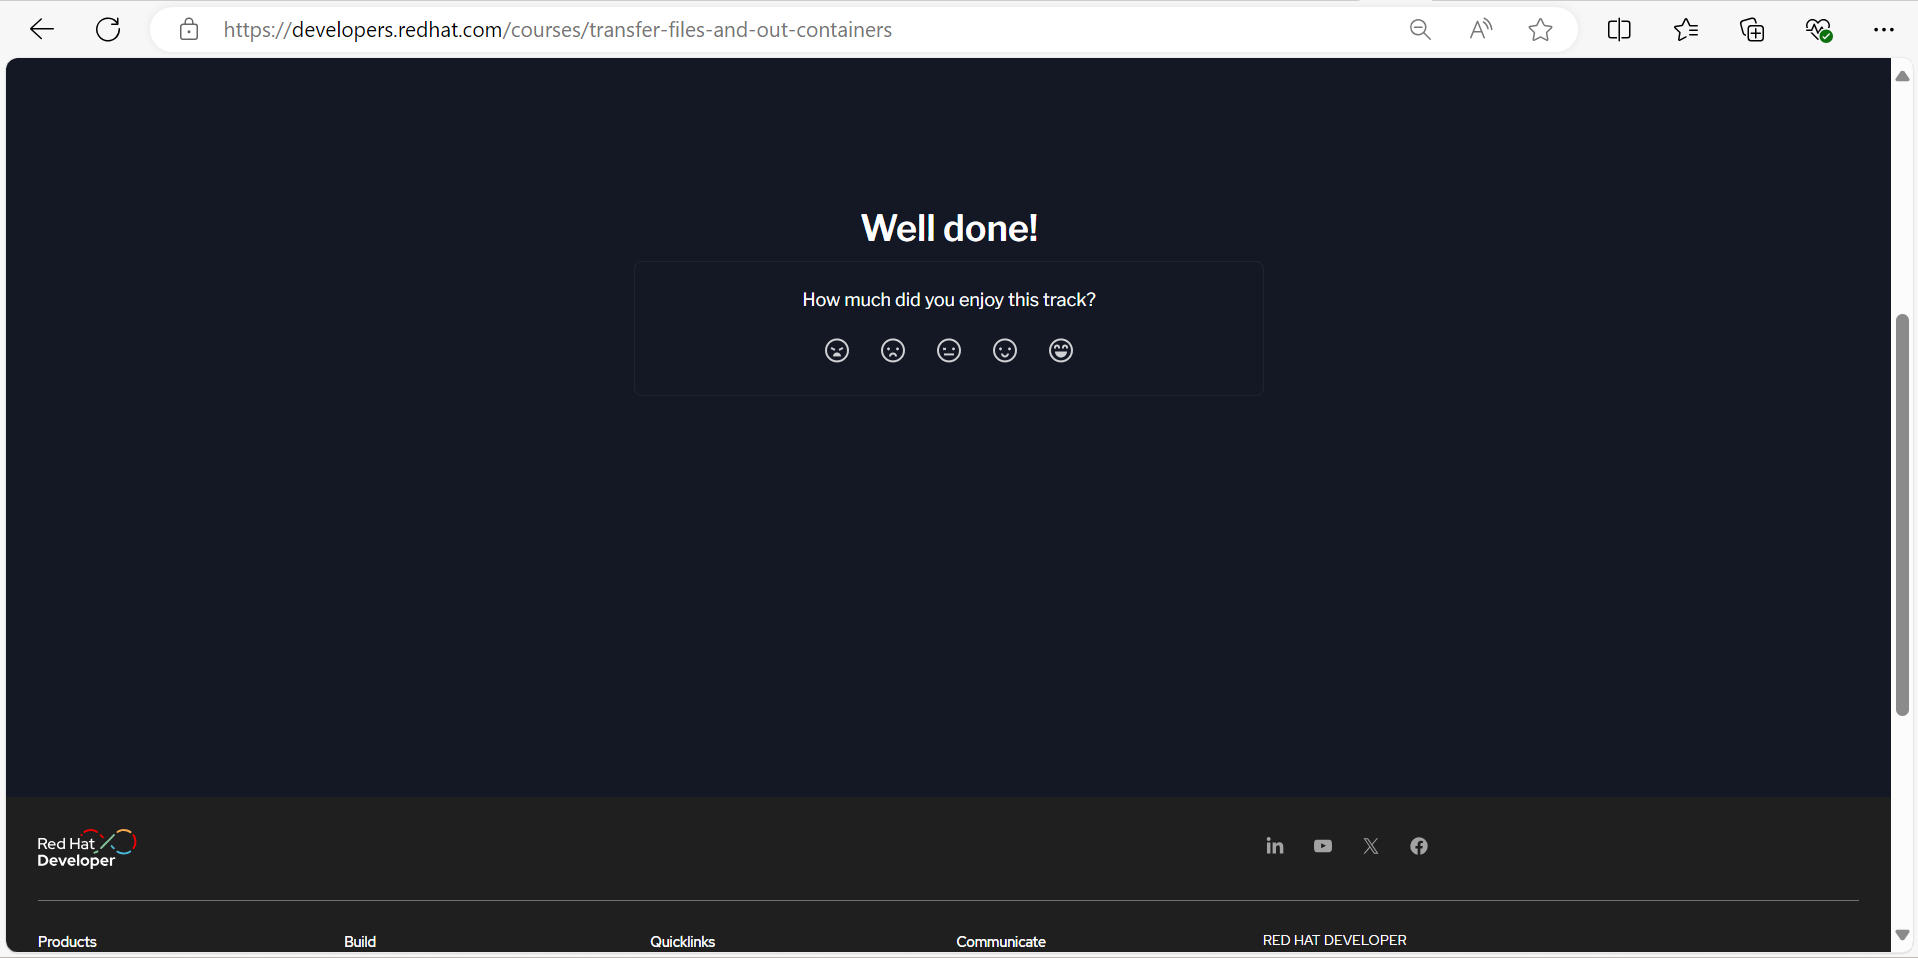 https://developers.redhat.com/courses/transfer-files-and-out-containers
Well done!
How much did you enjoy this track?
Red Hat
Developer
Products
Build
Quicklinks
Communicate
RED HAT DEVELOPER